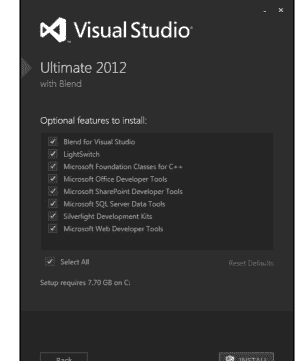 Visual Studio
Ultimate 2012
with Blend
Optional features to install:
Blend for Visual Studio
LightSwitch
Microsoft Foundation Classes for C++
Microsoft Office Developer Tools
Microsoft SharePoint Developer Tools
Microsoft SQL Server Data Tools
Silverlight Development Kits
Microsoft Web Developer Tools
Select All
Reset Defaults
Setup requires 7.70 GB on C:
Back
INSTALL